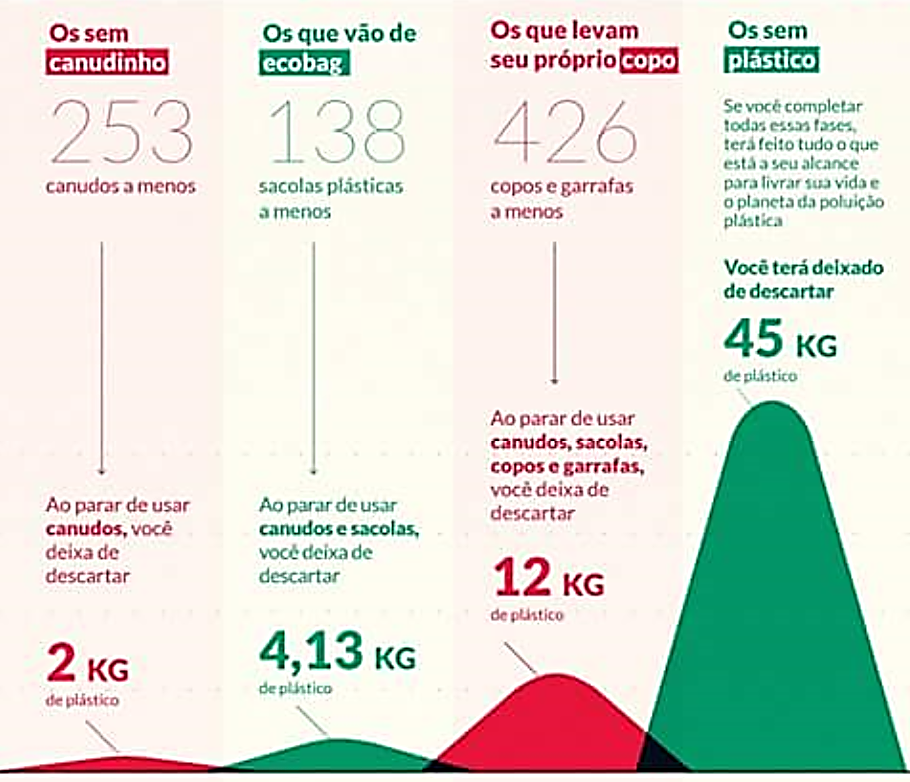 Os sem
canudinho
253
canudos a menos
Ao parar de usar
canudos, você
deixa de
descartar
2 KG
de plástico
Os que vão de
ecobag
138
sacolas plásticas
a menos
Ao parar de usar
canudos e sacolas,
você deixa de
descartar
4,13 KG
de plástico
Os que levam
seu próprio copo
426
copos e garrafas
a menos
Ao parar de usar
canudos, sacolas,
copos e garrafas,
você deixa de
descartar
12 KG
de plástico
Os sem
plástico
Se você completar
todas essas fases,
terá feito tudo o que
está a seu alcance
para livrar sua vida e
o planeta da poluição
plástica
Você terá deixado
de descartar
45 KG
de plástico